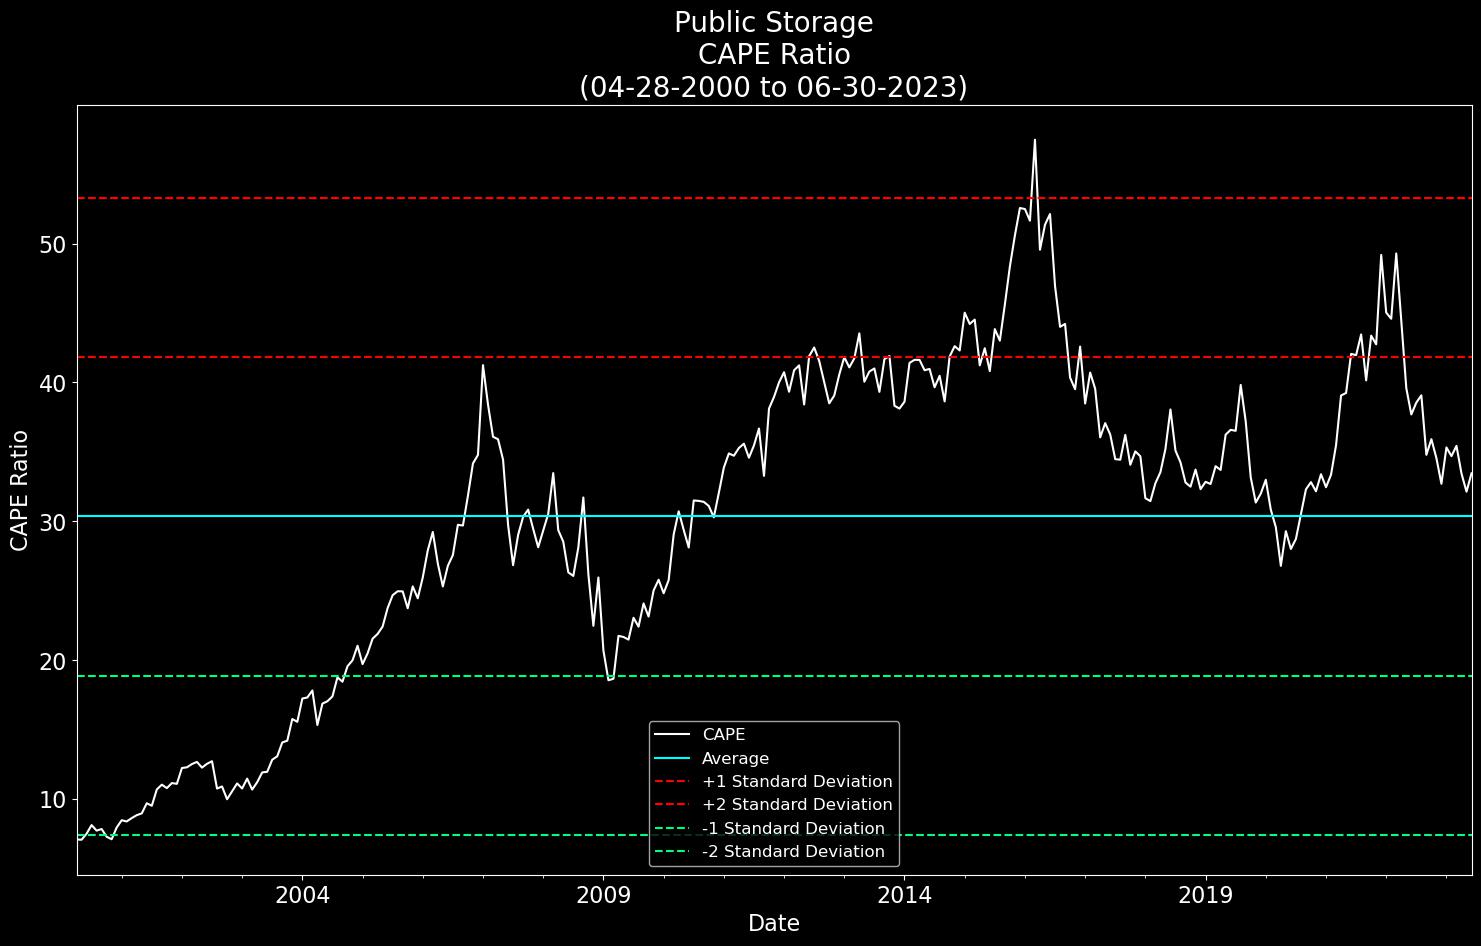 Public Storage
CAPE Ratio
(04-28-2000 to 06-30-2023)
CAPE Ratio
50
40
30
20
10
CAPE
Average
+1 Standard Deviation
+2 Standard Deviation
-1 Standard Deviation
-2 Standard Deviation
2004 2009 2014 2019
Date